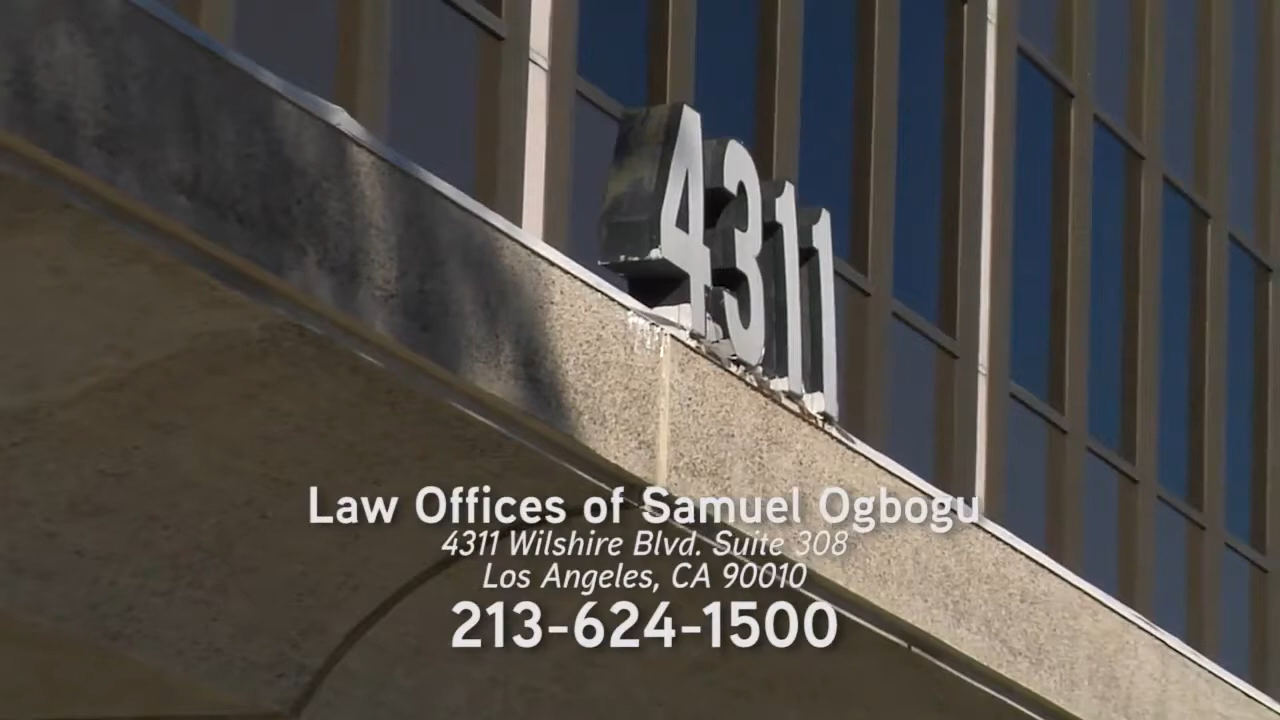 4311
Law Offices of Samuel Ogbogu
4311 Wilshire Blvd. Suite 308
Los Angeles, CA 90010
213-624-1500